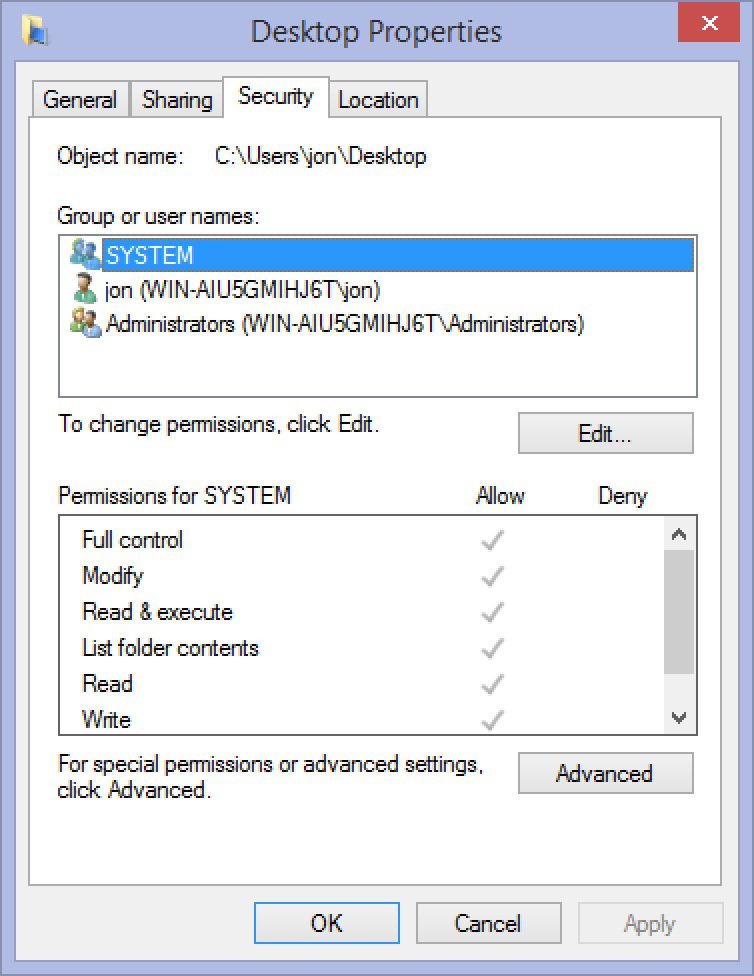 Desktop Properties
General Sharing Security Location
Object name: C:\Users\jon\Desktop
Group or user names:
SYSTEM
jon (WIN-AIU5GMIHJ6T\jon)
Administrators (WIN-AIU5GMIHJ6T\Administrators)
To change permissions, click Edit.
Edit...
Permissions for SYSTEM Allow Deny
Full control
Modify
Read & execute
List folder contents
Read
Write
For special permissions or advanced settings,
click Advanced.
Advanced
OK Cancel Apply